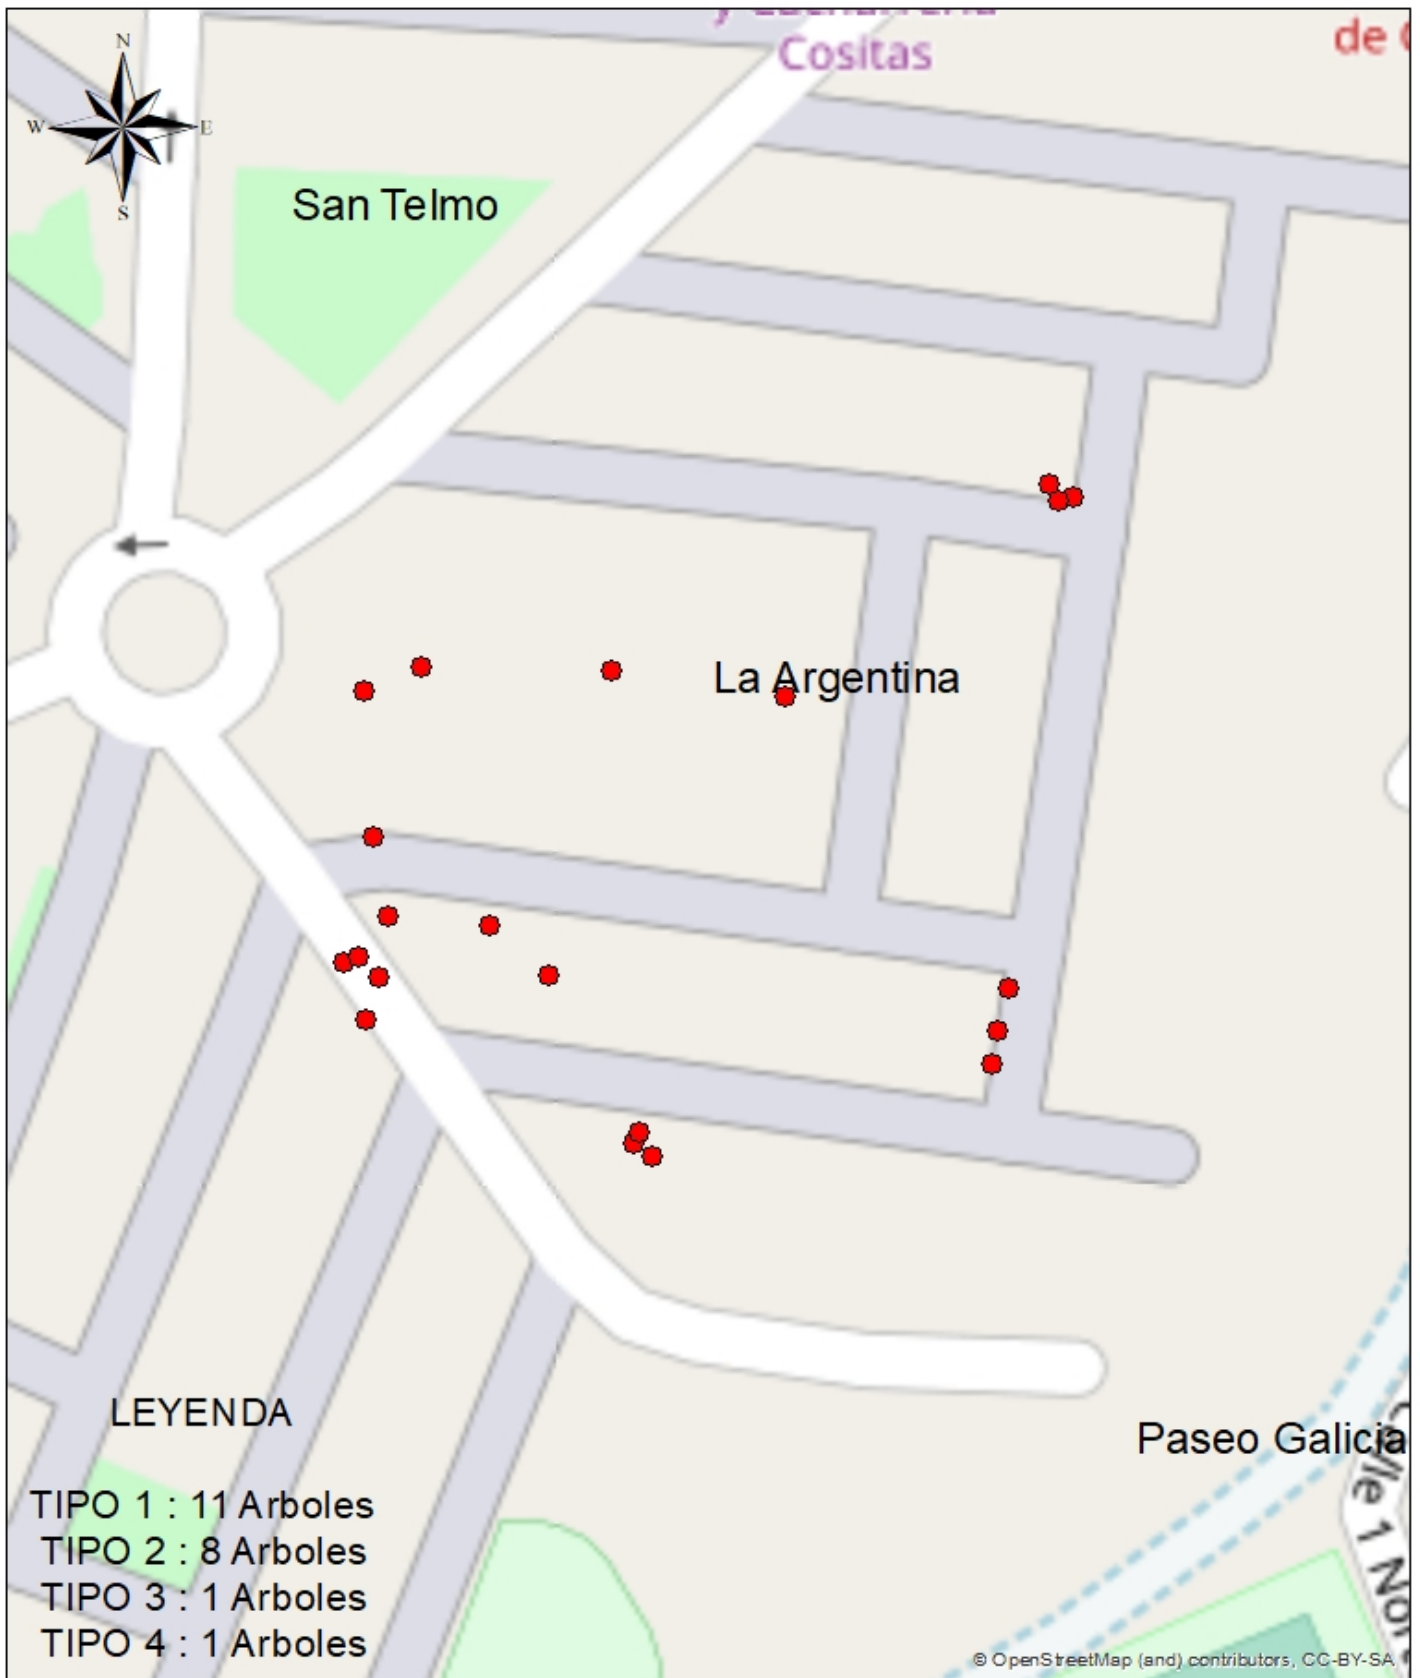 Cositas
de
N
W
E
S
San Telmo
La Argentina
LEYENDA
Paseo Galicia
TIPO 1 : 11 Arboles
TIPO 2 : 8 Arboles
TIPO 3 : 1 Arboles
TIPO 4 : 1 Arboles
© OpenStreetMap (and) contributors, CC-BY-SA